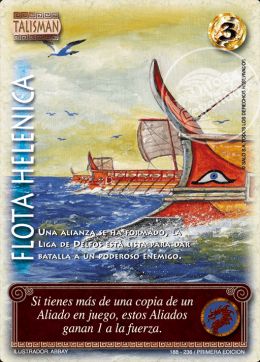 TALISMAN
3
FLOTA HELENICA
UNA ALIANZA SE HA FORMADO, LA
LIGA DE DELFOS ESTÁ LISTA PARA DAR
BATALLA A UN PODEROSO ENEMIGO.
Si tienes más de una copia de un
Aliado en juego, estos Aliados
ganan 1 a la fuerza.
ILUSTRADOR: ABBAY
188 - 236 / PRIMERA EDICION